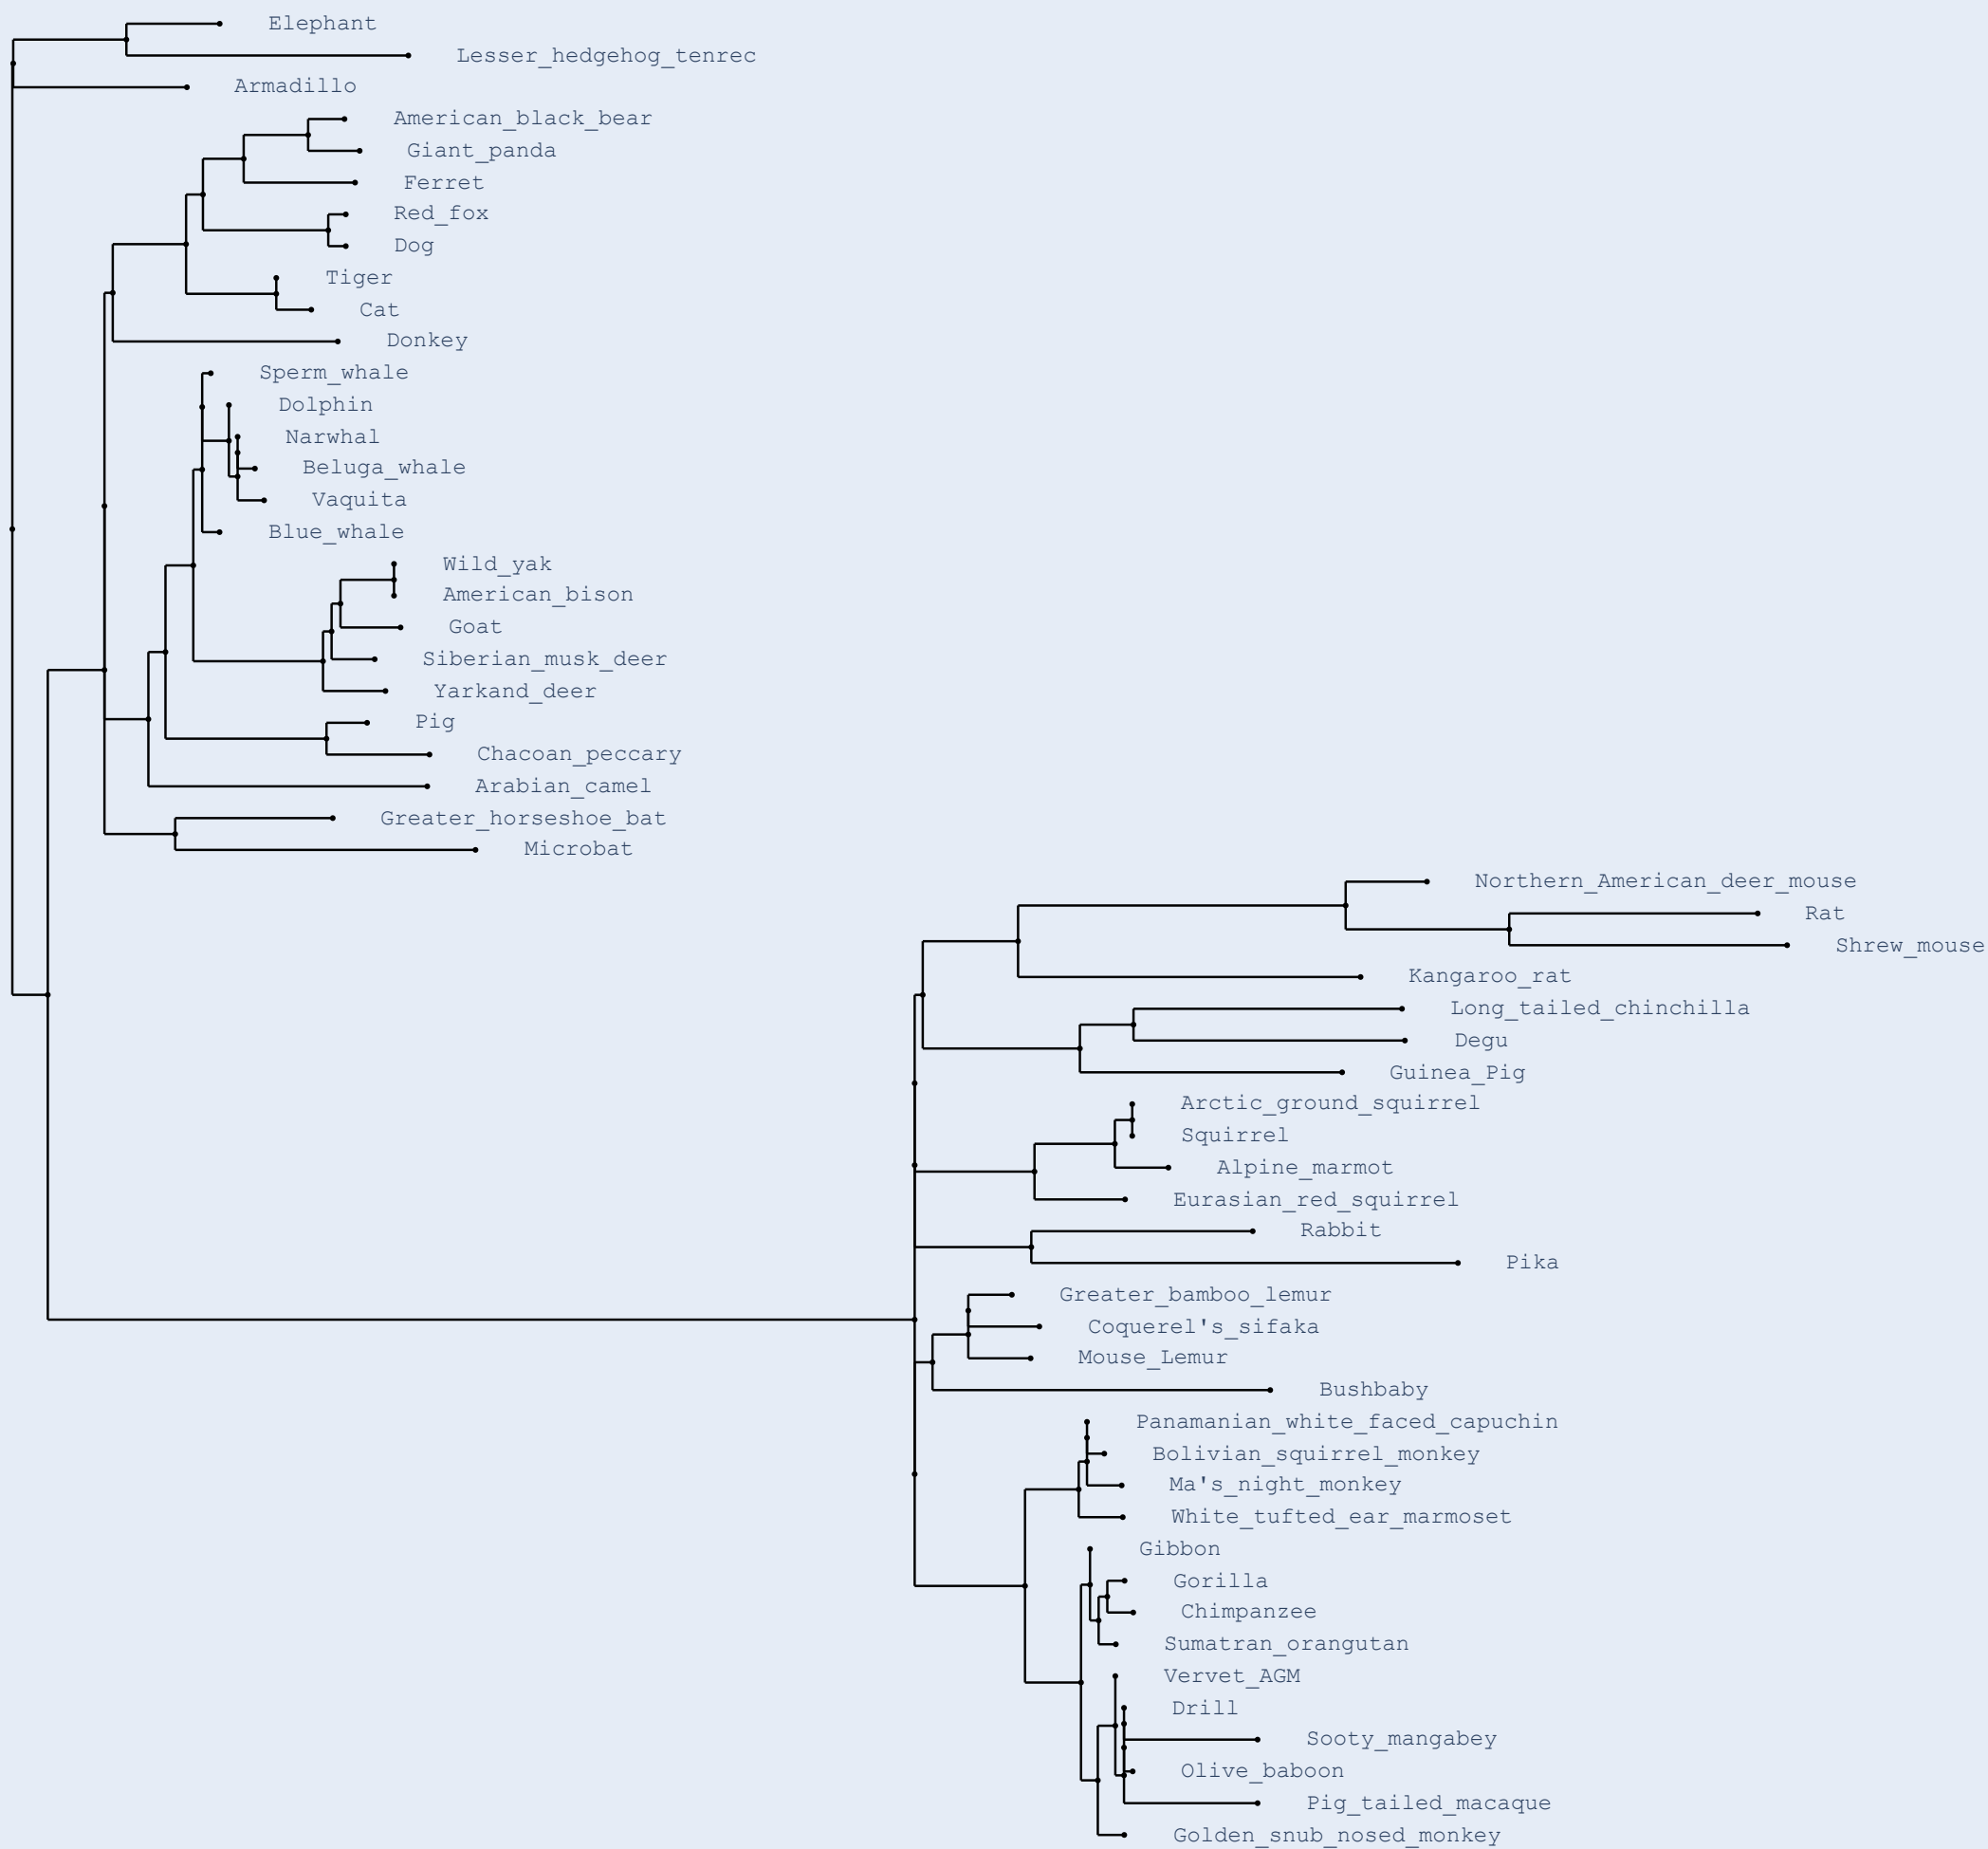 Elephant
Lesser_hedgehog_tenrec
Armadillo
American_black_bear
Giant_panda
Ferret
Red_fox
Dog
Tiger
Cat
Donkey
Sperm_whale
Dolphin
Narwhal
Beluga_whale
Vaquita
Blue_whale
Wild_yak
American_bison
Goat
Siberian_musk_deer
Yarkand_deer
Pig
Chacoan_peccary
Arabian_camel
Greater_horseshoe_bat
Microbat
Northern_American_deer_mouse
Rat
Shrew_mouse
Kangaroo_rat
Long_tailed_chinchilla
Degu
Guinea_Pig
Arctic_ground_squirrel
Squirrel
Alpine_marmot
Eurasian_red_squirrel
Rabbit
Pika
Greater_bamboo_lemur
Coquerel's_sifaka
Mouse_Lemur
Bushbaby
Panamanian_white_faced_capuchin
Bolivian_squirrel_monkey
Ma's_night_monkey
White_tufted_ear_marmoset
Gibbon
Gorilla
Chimpanzee
Sumatran_orangutan
Vervet_AGM
Drill
Sooty_mangabey
Olive_baboon
Pig_tailed_macaque
Golden_snub_nosed_monkey